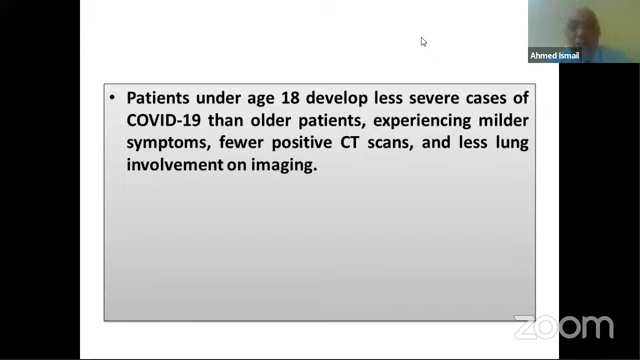 Ahmed Ismail
• Patients under age 18 develop less severe cases of
COVID-19 than older patients, experiencing milder
symptoms, fewer positive CT scans, and less lung
involvement on imaging.
zoom